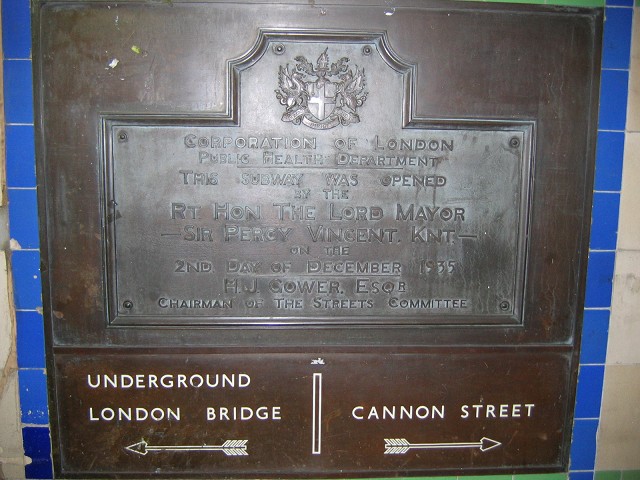 CORPORATION OF LONDON
PUBLIC HEALTH DEPARTMENT
THIS SUBWAY WAS OPENED
BY THE
RT HON THE LORD MAYOR
—SIR PERCY VINCENT. KNT.—
ON THE
2ND DAY OF DECEMBER 1935
H.J. GOWER, ESQR
CHAIRMAN OF THE STREETS COMMITTEE
UNDERGROUND
LONDON BRIDGE
CANNON STREET